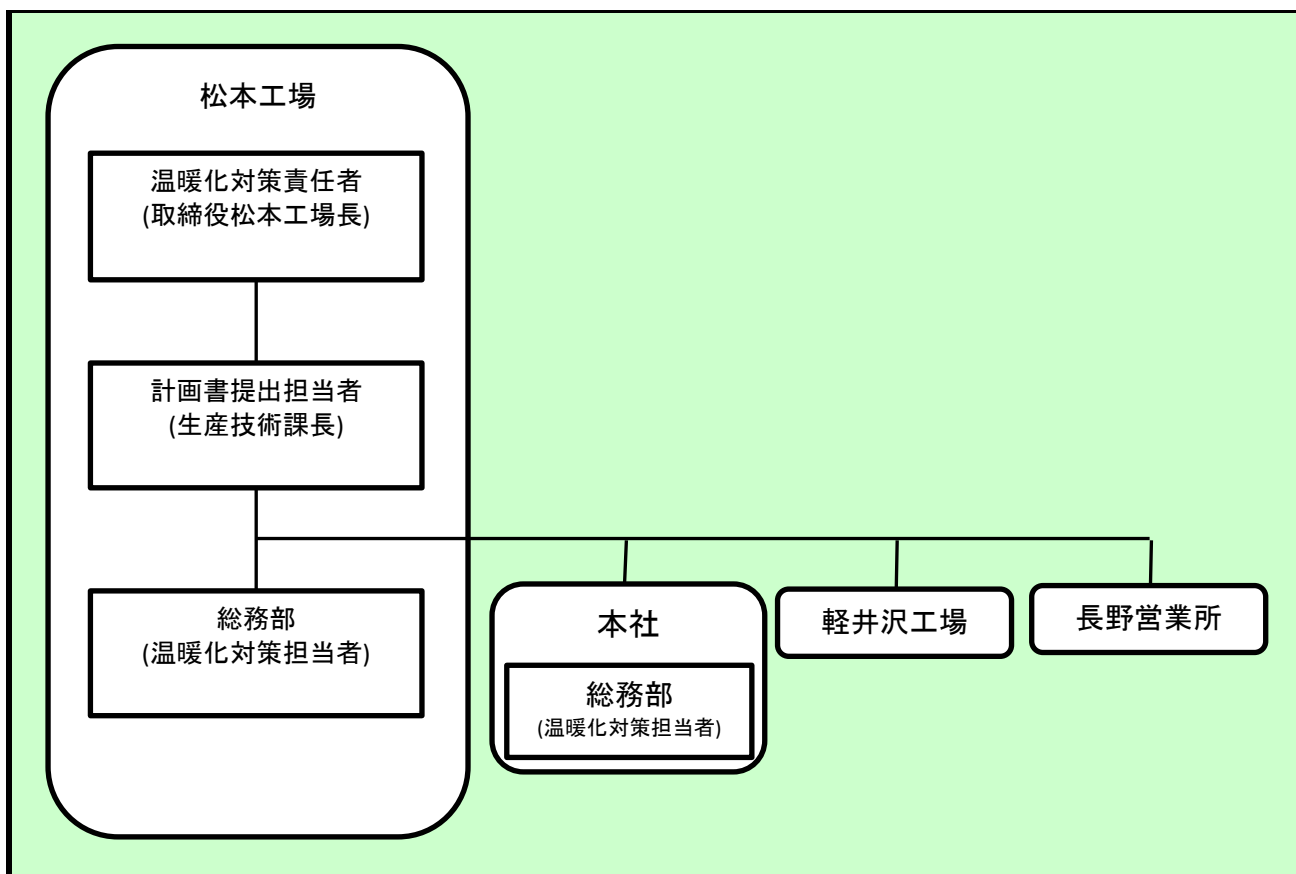 松本工場
温暖化対策責任者
(取締役松本工場長)
計画書提出担当者
(生産技術課長)
総務部
(温暖化対策担当者)
本社
総務部
(温暖化対策担当者)
軽井沢工場
長野営業所